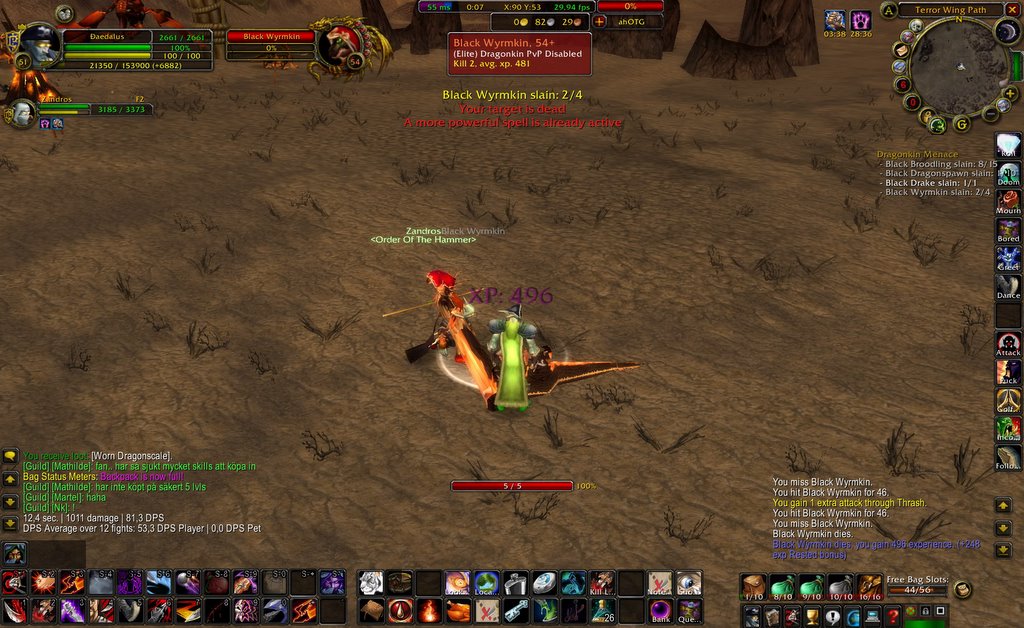 55 ms 0:07 X:90 Y:53 29.94 fps 0%
0 82 29 ahOTG
Terror Wing Path
Daedalus 2661 / 2661
100%
100 / 100
51
21350 / 153900 (+6882)
Black Wyrmkin
0%
54
Black Wyrmkin, 54+
(Elite) Dragonkin PvP Disabled
Kill 2, avg. xp. 481
03:38 28:36
Zandros F2
3185 / 3373
Black Wyrmkin slain: 2/4
Your target is dead
A more powerful spell is already active
Dragonkin Menace
- Black Broodling slain: 8/15
- Black Dragonspawn slain:
- Black Drake slain: 1/1
- Black Wyrmkin slain: 2/4
Roll
Doom
Mourn
Bored
Greet
Dance
Attack
Follo..
Zandros Black Wyrmkin
<Order Of The Hammer>
XP: 496
You receive loot: [Worn Dragonscale].
[Guild] [Mathilde]: fan.. har så sjukt mycket skills att köpa in
Bag Status Meters: Backpack is now full!
[Guild] [Mathilde]: har inte köpt på säkert 5 lvls
[Guild] [Martel]: haha
[Guild] [Nk]: !
12,4 sec. | 1011 damage | 81,3 DPS
DPS Average over 12 fights: 53,3 DPS Player | 0,0 DPS Pet
5 / 5 100%
You miss Black Wyrmkin.
You hit Black Wyrmkin for 46.
You gain 1 extra attack through Thrash.
You hit Black Wyrmkin for 46.
You miss Black Wyrmkin.
Black Wyrmkin dies.
Black Wyrmkin dies, you gain 496 experience. (+248
exp Rested bonus)
1/10 8/10 9/10 10/10 16/16
Free Bag Slots:
44/56
26
Bank
Que...